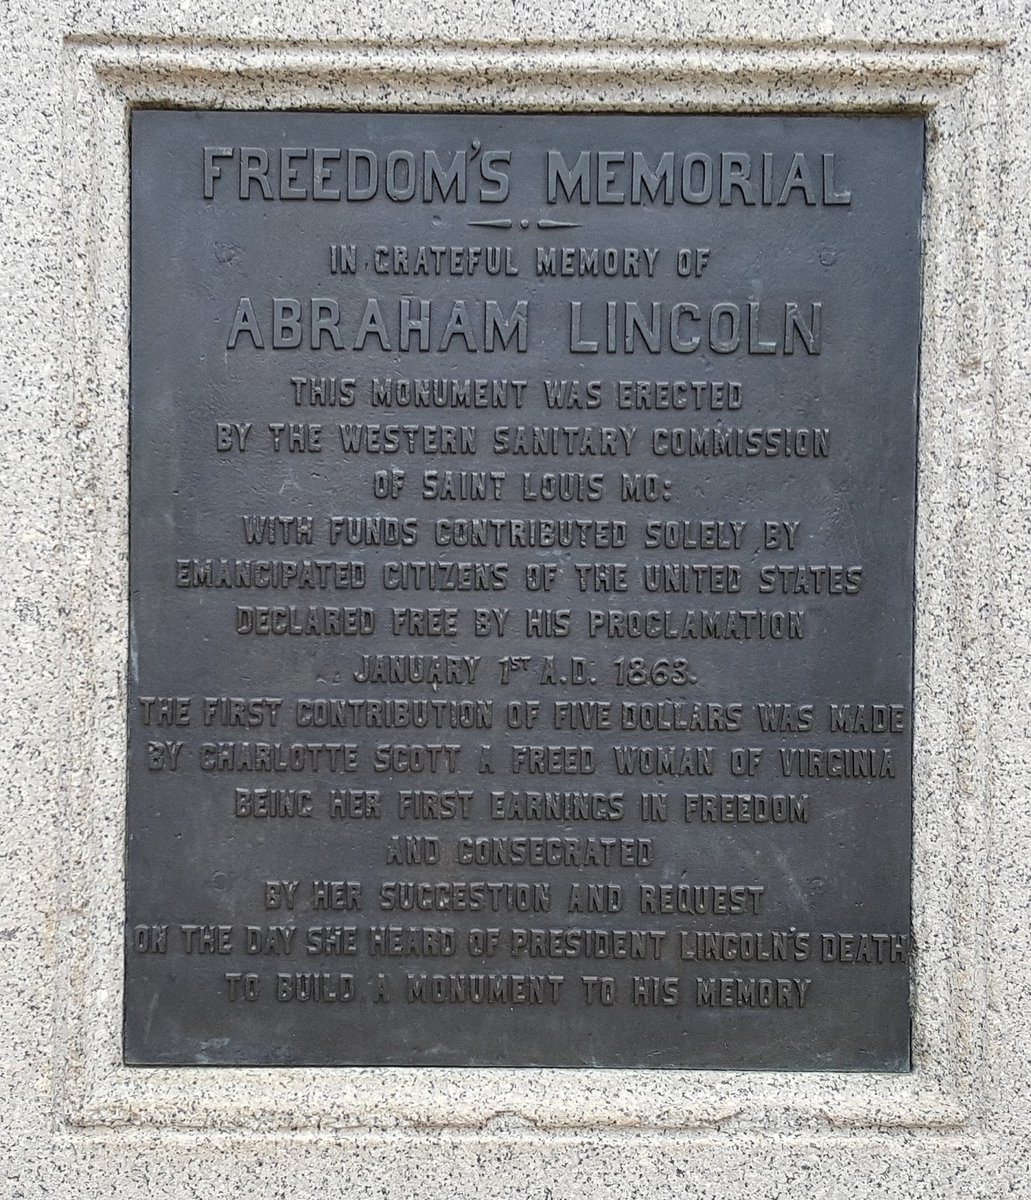 FREEDOM'S MEMORIAL
IN GRATEFUL MEMORY OF
ABRAHAM LINCOLN
THIS MONUMENT WAS ERECTED
BY THE WESTERN SANITARY COMMISSION
OF SAINT LOUIS MO:
WITH FUNDS CONTRIBUTED SOLELY BY
EMANCIPATED CITIZENS OF THE UNITED STATES
DECLARED FREE BY HIS PROCLAMATION
JANUARY 1ST A.D. 1863.
THE FIRST CONTRIBUTION OF FIVE DOLLARS WAS MADE
BY CHARLOTTE SCOTT A FREED WOMAN OF VIRGINIA
BEING HER FIRST EARNINGS IN FREEDOM
AND CONSECRATED
BY HER SUGGESTION AND REQUEST
ON THE DAY SHE HEARD OF PRESIDENT LINCOLN'S DEATH
TO BUILD A MONUMENT TO HIS MEMORY